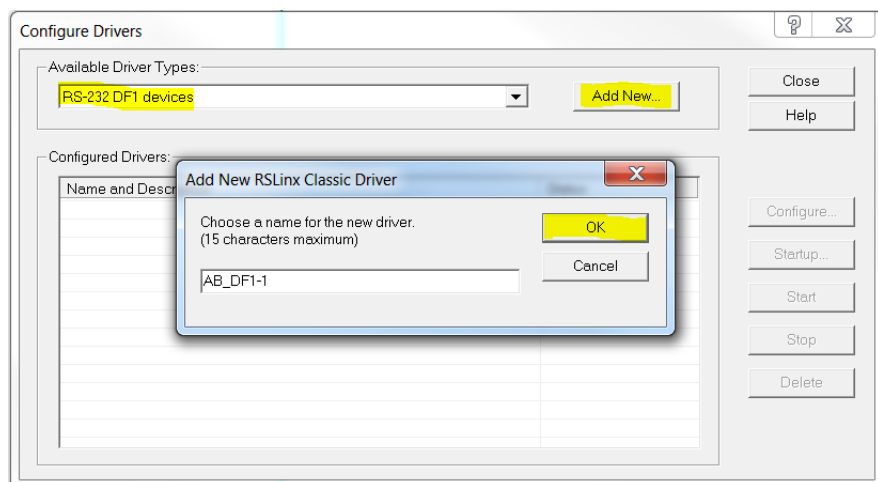 Configure Drivers
Available Driver Types:
RS-232 DF1 devices
Add New...
Close
Help
Configured Drivers:
Name and Descr
Status
Add New RSLinx Classic Driver
Choose a name for the new driver.
(15 characters maximum)
AB_DF1-1
OK
Cancel
Configure...
Startup...
Start
Stop
Delete